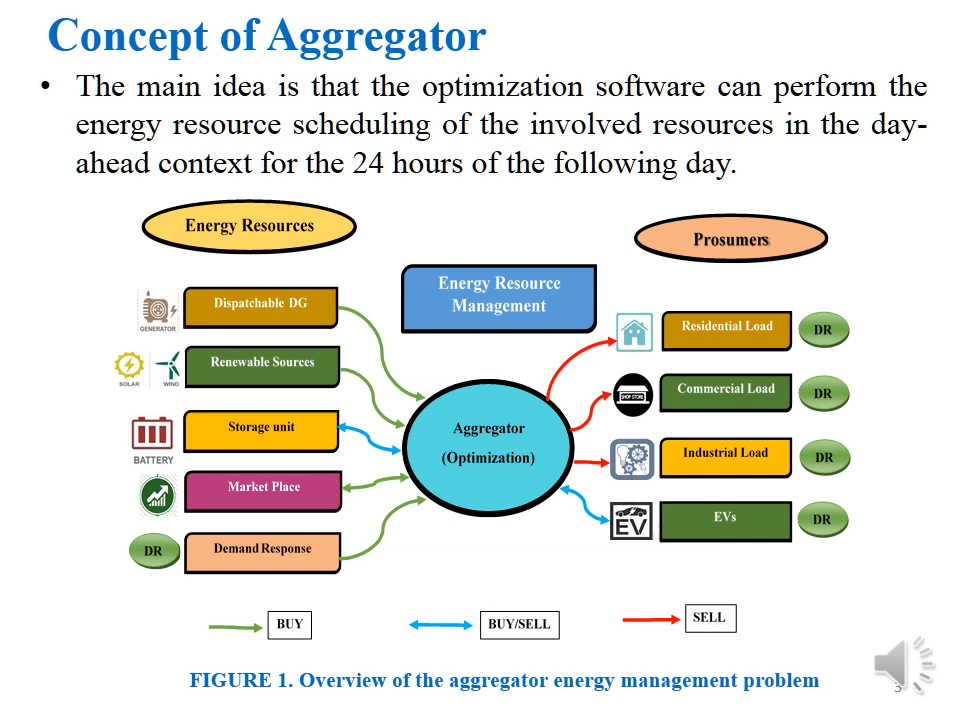 Concept of Aggregator
• The main idea is that the optimization software can perform the
energy resource scheduling of the involved resources in the day-
ahead context for the 24 hours of the following day.
Energy Resources
Prosumers
Energy Resource
Management
GENERATOR
Dispatchable DG
SOLAR
WIND
Renewable Sources
BATTERY
Storage unit
Market Place
DR
Demand Response
Aggregator
(Optimization)
Residential Load
DR
SHOP STORE
Commercial Load
DR
Industrial Load
DR
EV
EVs
DR
BUY
BUY/SELL
SELL
FIGURE 1. Overview of the aggregator energy management problem
3